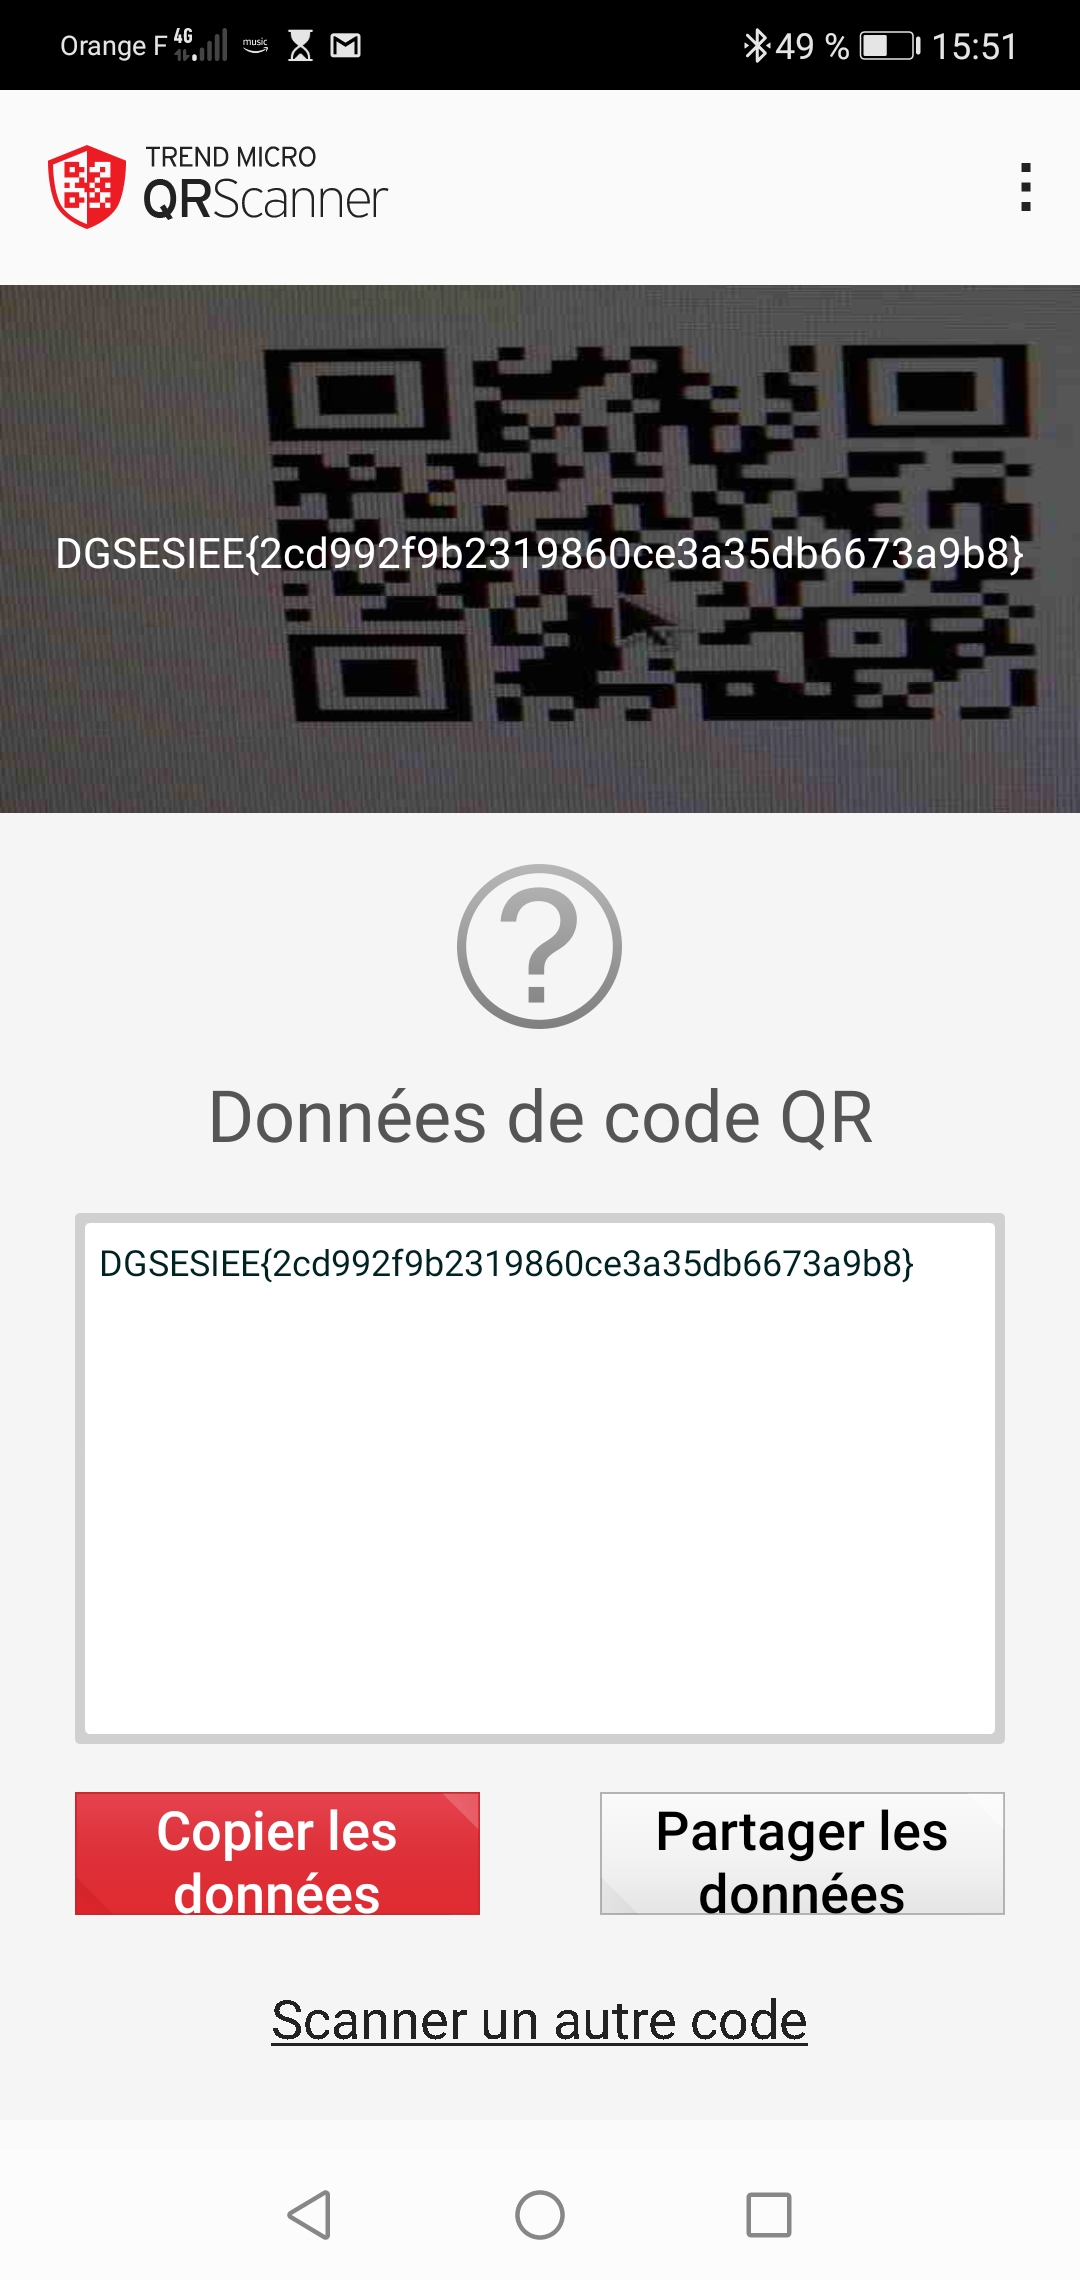 Orange F 4G music 49 % 15:51
TREND MICRO
QRScanner
DGSESIEE{2cd992f9b2319860ce3a35db6673a9b8}
Données de code QR
DGSESIEE{2cd992f9b2319860ce3a35db6673a9b8}
Copier les
données
Partager les
données
Scanner un autre code